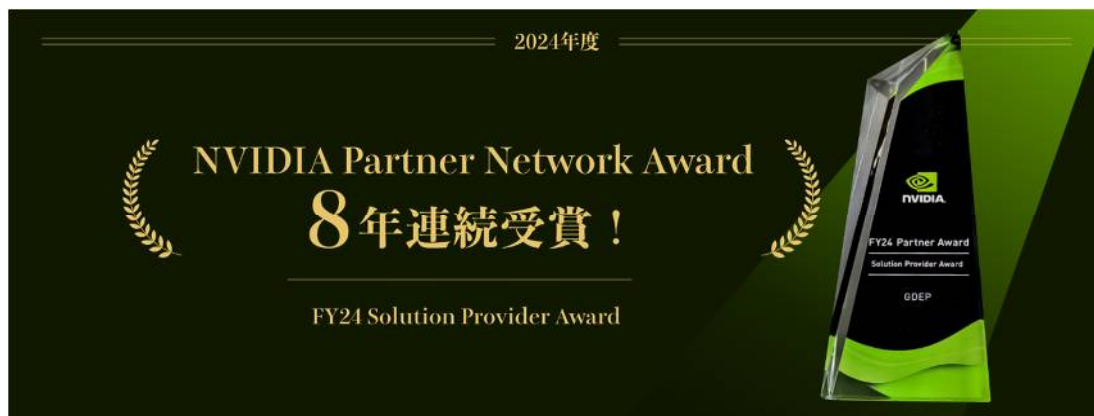 2024年度
NVIDIA Partner Network Award
8年連続受賞！
FY24 Solution Provider Award
NVIDIA
FY24 Partner Award
Solution Provider Award
GDEP